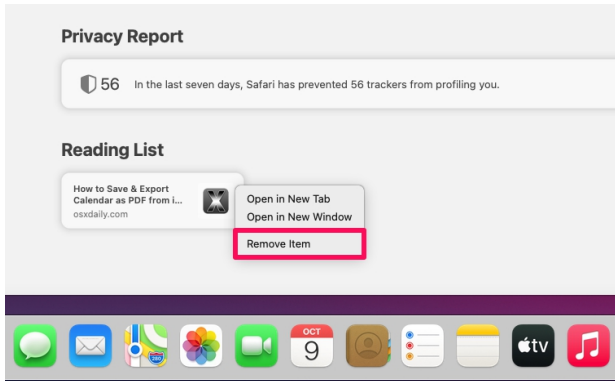 Privacy Report
56 In the last seven days, Safari has prevented 56 trackers from profiling you.
Reading List
How to Save & Export
Calendar as PDF from i...
osxdaily.com
Open in New Tab
Open in New Window
Remove Item
280
OCT
9
tv